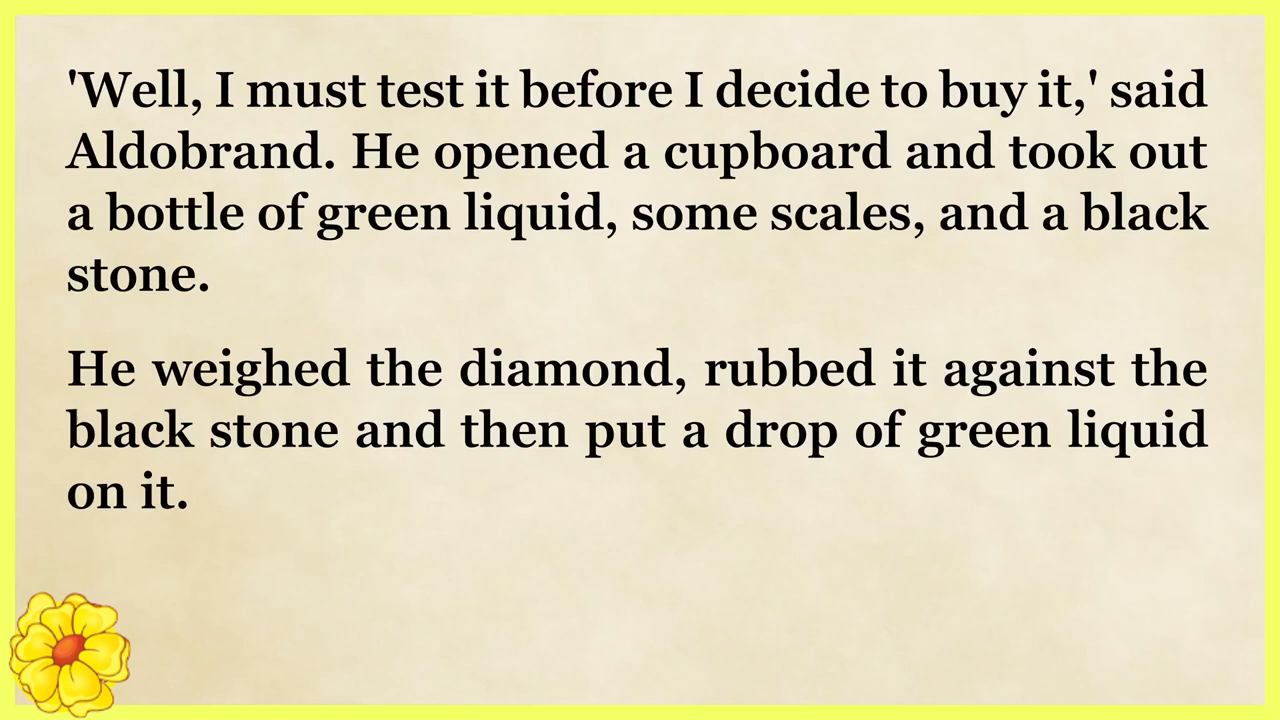 'Well, I must test it before I decide to buy it,' said
Aldobrand. He opened a cupboard and took out
a bottle of green liquid, some scales, and a black
stone.
He weighed the diamond, rubbed it against the
black stone and then put a drop of green liquid
on it.